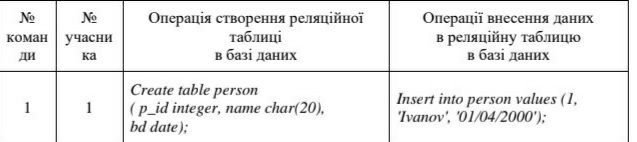 № коман ди
№ учасни ка
Операція створення реляційної таблиці в базі даних
Операції внесення даних в реляційну таблицю в базі даних
1
1
Create table person
( p_id integer, name char(20),
bd date);
Insert into person values (1,
'Ivanov', '01/04/2000');